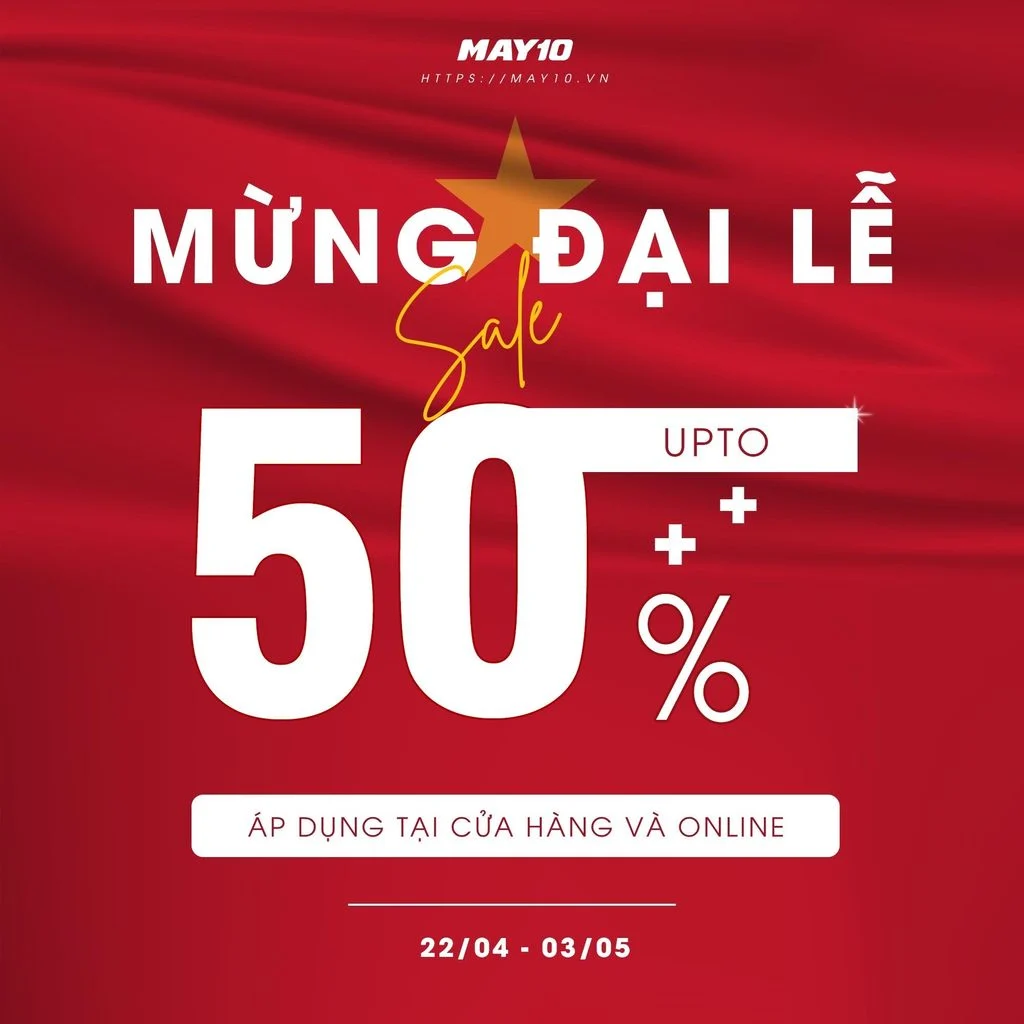 MAY10
HTTPS://MAY10.VN
MỪNG ĐẠI LỄ
Sale
UPTO
50
++
%
ÁP DỤNG TẠI CỬA HÀNG VÀ ONLINE
22/04 - 03/05